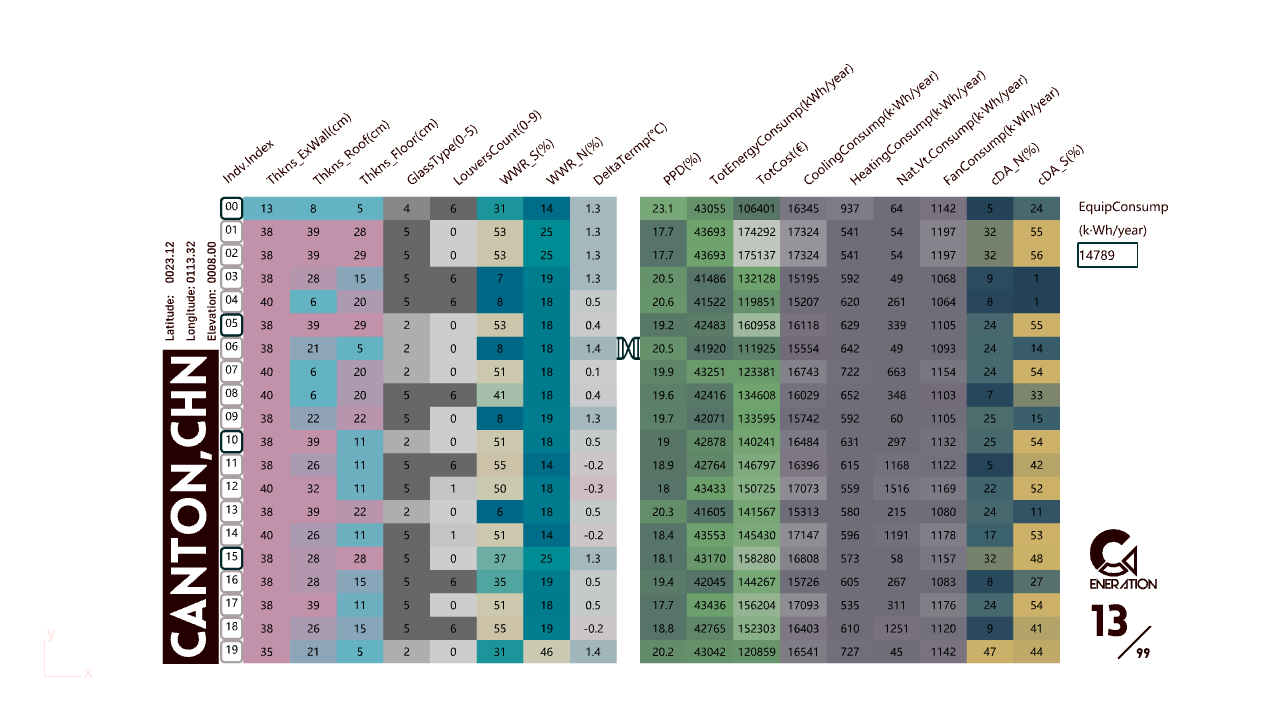 Indv.Index Thkns_ExWall(cm) Thkns_Roof(cm) Thkns_Floor(cm) GlassType(0-5) LouversCount(0-9) WWR_S(%) WWR_N(%) DeltaTermp(°C) PPD(%) TotEnergyConsump(kWh/year) TotCost(€) CoolingConsump(k·Wh/year) HeatingConsump(k·Wh/year) Nat.Vt.Consump(k·Wh/year) FanConsump(k·Wh/year) cDA_N(%) cDA_S(%)
00 13 8 5 4 6 31 14 1.3 23.1 43055 106401 16345 937 64 1142 5 24
01 38 39 28 5 0 53 25 1.3 17.7 43693 174292 17324 541 54 1197 32 55
02 38 39 29 5 0 53 25 1.3 17.7 43693 175137 17324 541 54 1197 32 56
03 38 28 15 5 6 7 19 1.3 20.5 41486 132128 15195 592 49 1068 9 1
04 40 6 20 5 6 8 18 0.5 20.6 41522 119851 15207 620 261 1064 8 1
05 38 39 29 2 0 53 18 0.4 19.2 42483 160958 16118 629 339 1105 24 55
06 38 21 5 2 0 8 18 1.4 20.5 41920 111925 15554 642 49 1093 24 14
07 40 6 20 2 0 51 18 0.1 19.9 43251 123381 16743 722 663 1154 24 54
08 40 6 20 5 6 41 18 0.4 19.6 42416 134608 16029 652 348 1103 7 33
09 38 22 22 5 0 8 19 1.3 19.7 42071 133595 15742 592 60 1105 25 15
10 38 39 11 2 0 51 18 0.5 19 42878 140241 16484 631 297 1132 25 54
11 38 26 11 5 6 55 14 -0.2 18.9 42764 146797 16396 615 1168 1122 5 42
12 40 32 11 5 1 50 18 -0.3 18 43433 150725 17073 559 1516 1169 22 52
13 38 39 22 2 0 6 18 0.5 20.3 41605 141567 15313 580 215 1080 24 11
14 40 26 11 5 1 51 14 -0.2 18.4 43553 145430 17147 596 1191 1178 17 53
15 38 28 28 5 0 37 25 1.3 18.1 43170 158280 16808 573 58 1157 32 48
16 38 28 15 5 6 35 19 0.5 19.4 42045 144267 15726 605 267 1083 8 27
17 38 39 11 5 0 51 18 0.5 17.7 43436 156204 17093 535 311 1176 24 54
18 38 26 15 5 6 55 19 -0.2 18.8 42765 152303 16403 610 1251 1120 9 41
19 35 21 5 2 0 31 46 1.4 20.2 43042 120859 16541 727 45 1142 47 44
Latitude: 0023.12
Longitude: 0113.32
Elevation: 0008.00
CANTON,CHN
EquipConsump
(k·Wh/year)
14789
ENERATION
13/99
y
x